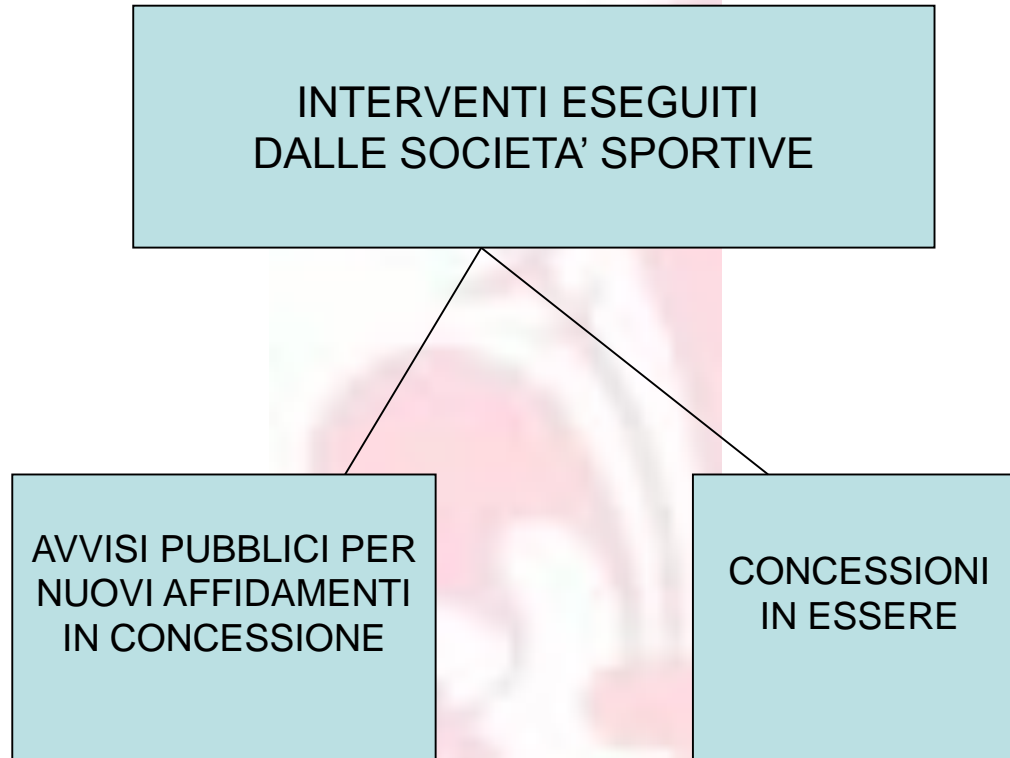 INTERVENTI ESEGUITI
DALLE SOCIETA’ SPORTIVE
AVVISI PUBBLICI PER
NUOVI AFFIDAMENTI
IN CONCESSIONE
CONCESSIONI
IN ESSERE